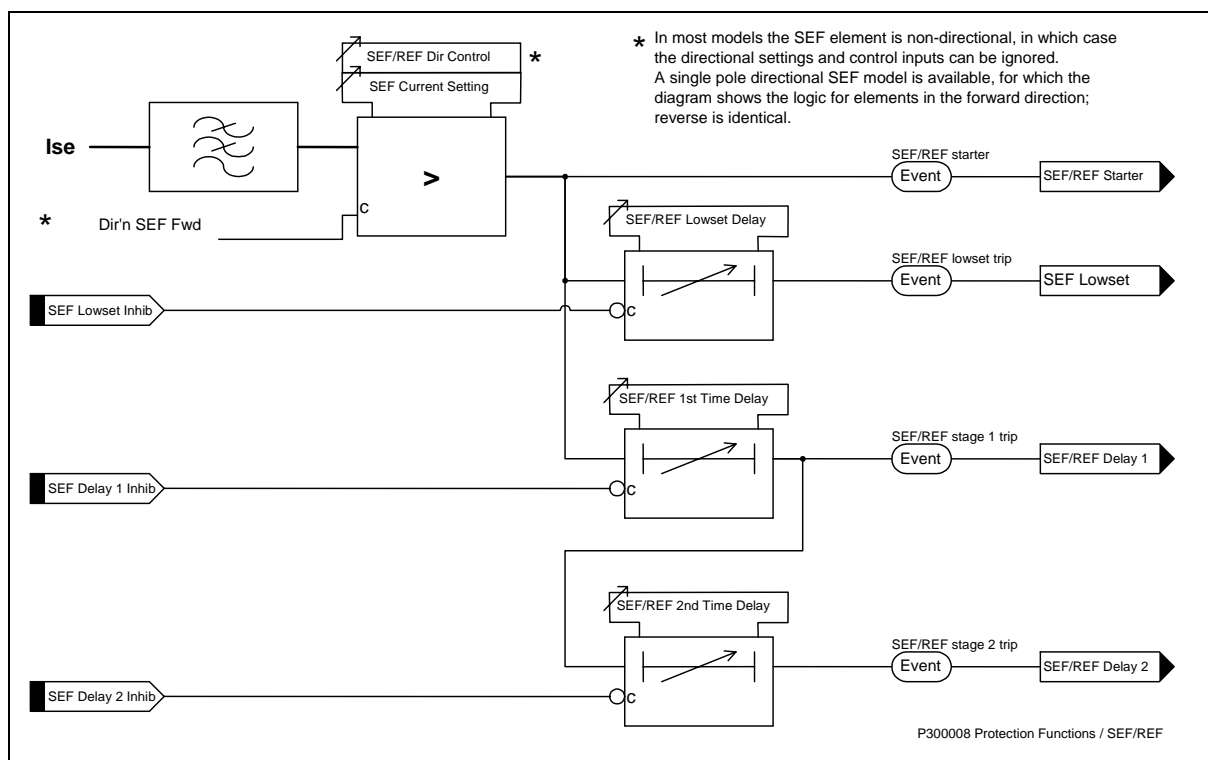 SEF/REF Dir Control
*
SEF Current Setting
* In most models the SEF element is non-directional, in which case
the directional settings and control inputs can be ignored.
A single pole directional SEF model is available, for which the
diagram shows the logic for elements in the forward direction;
reverse is identical.
Ise
>
C
* Dir'n SEF Fwd
SEF/REF starter
Event
SEF/REF Starter
SEF/REF Lowset Delay
SEF/REF lowset trip
Event
SEF Lowset
SEF Lowset Inhib
C
SEF/REF 1st Time Delay
SEF/REF stage 1 trip
Event
SEF/REF Delay 1
SEF Delay 1 Inhib
C
SEF/REF 2nd Time Delay
SEF/REF stage 2 trip
Event
SEF/REF Delay 2
SEF Delay 2 Inhib
C
P300008 Protection Functions / SEF/REF